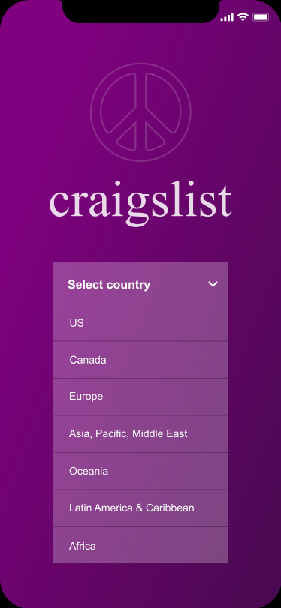 craigslist
Select country
US
Canada
Europe
Asia, Pacific, Middle East
Oceania
Latin America & Caribbean
Africa